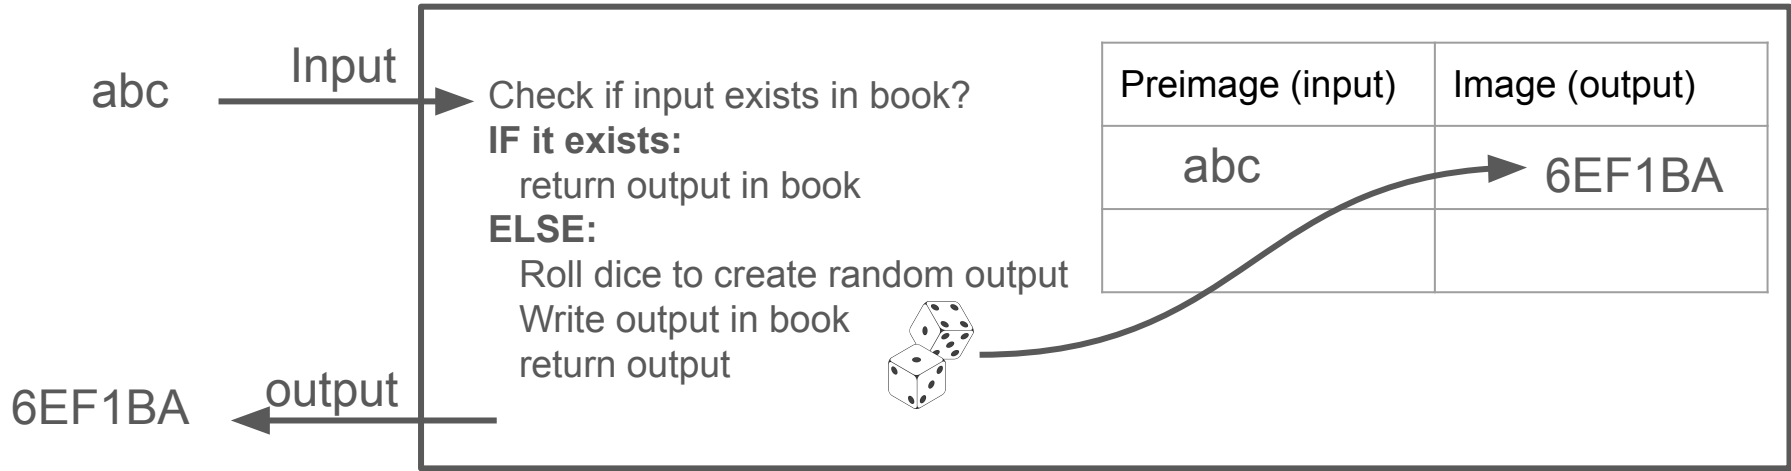 abc
Input
Check if input exists in book?
IF it exists:
return output in book
ELSE:
Roll dice to create random output
Write output in book
return output
Preimage (input) Image (output)
abc 6EF1BA
6EF1BA
output